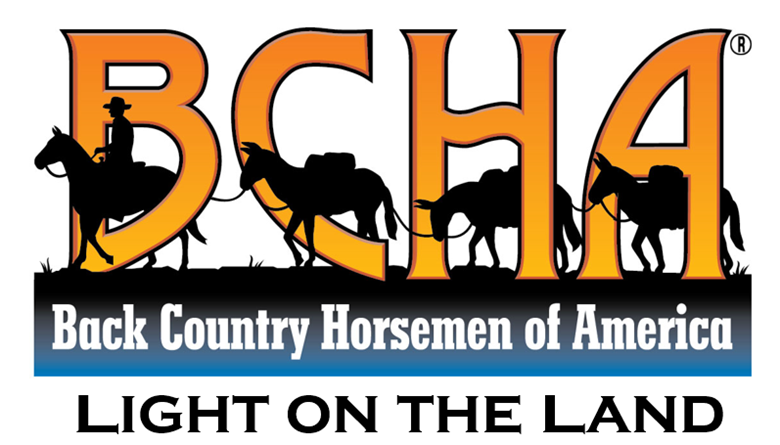 BCHA®
Back Country Horsemen of America
LIGHT ON THE LAND